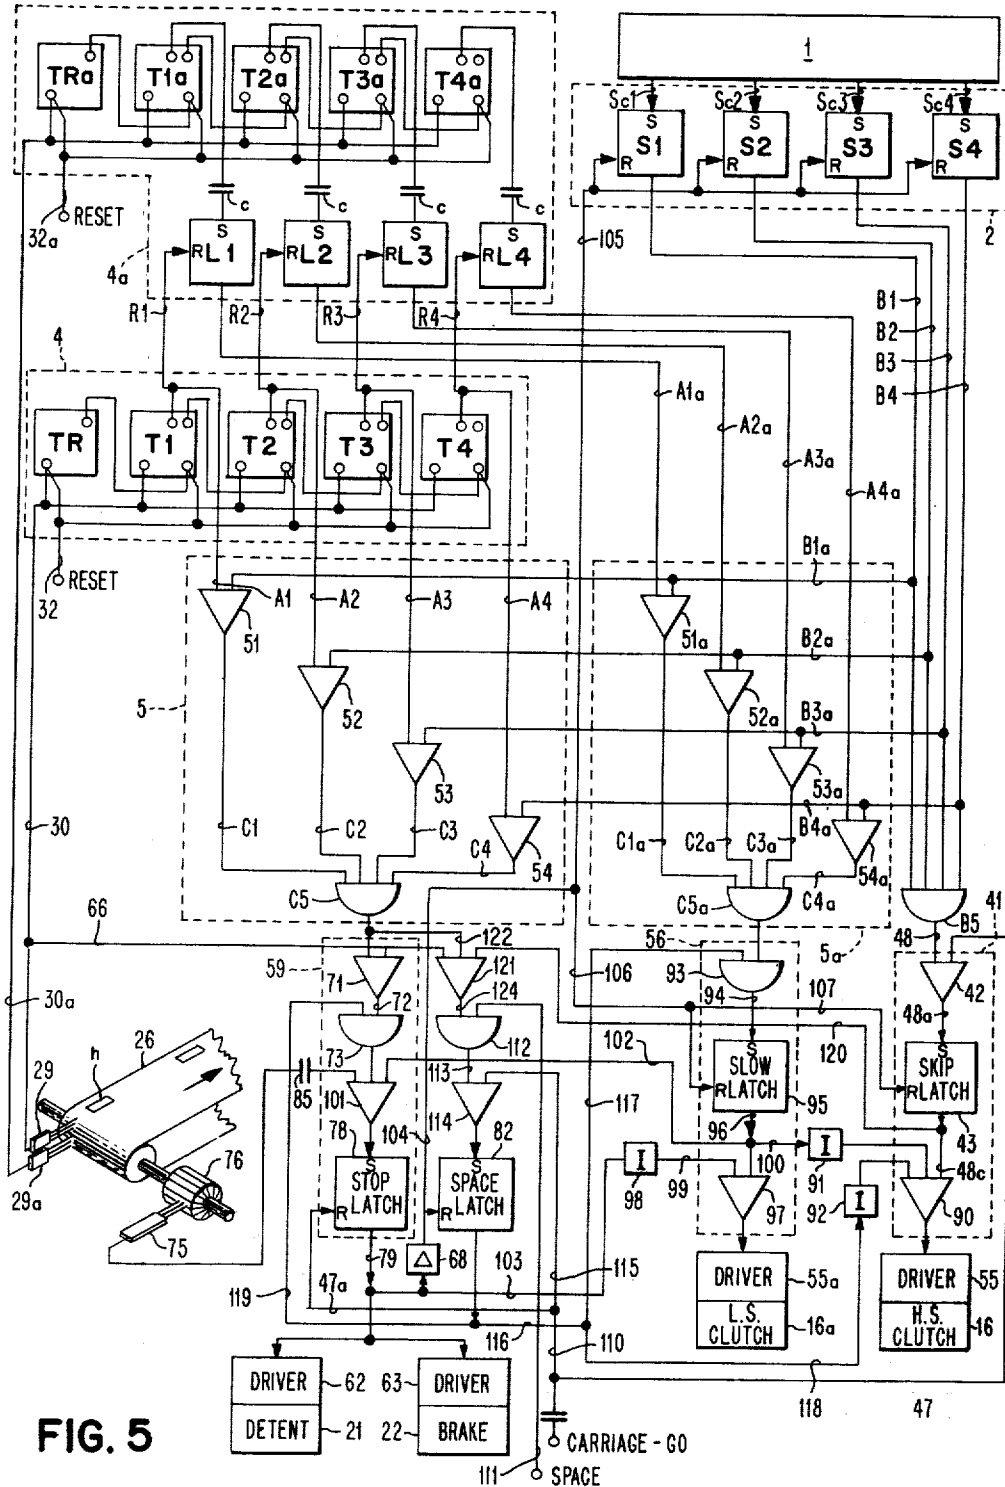 TRa T1a T2a T3a T4a
1
Sc1 Sc2 Sc3 Sc4
S S S S
S1 S2 S3 S4
R R R R
32a RESET
c c c c
105
2
4a
S S S S
RL1 RL2 RL3 RL4
R1 R2 R3 R4
B1
B2
B3
B4
4
A1a
TR T1 T2 T3 T4
A2a
A3a
A4a
32 RESET
B1a
A1 A2 A3 A4
51 51a
B2a
5 52 52a
B3a
53 53a
30 C1 C2 C3 C1a C2a C3a B4a
C4 54 C4a 54a
C5 C5a B5
66 122 56 5a 48 41
59 71 121 106 93 107 42
30a 72 124 94 48a
26 73 112 102 120
h 113 S S
29 85 101 114 117 SLOW SKIP
RLATCH RLATCH
104 95 43
78 82 96
29a 76 S S I 100 I 48c
STOP SPACE 98 99 91
LATCH LATCH I
R R 92
97 90
75 79 Δ 68 103 115
DRIVER 55a DRIVER 55
119 47a
L.S. CLUTCH 16a H.S. CLUTCH 16
116 110
DRIVER 62 63 DRIVER
118 47
DETENT 21 22 BRAKE
FIG. 5
CARRIAGE - GO
111 SPACE